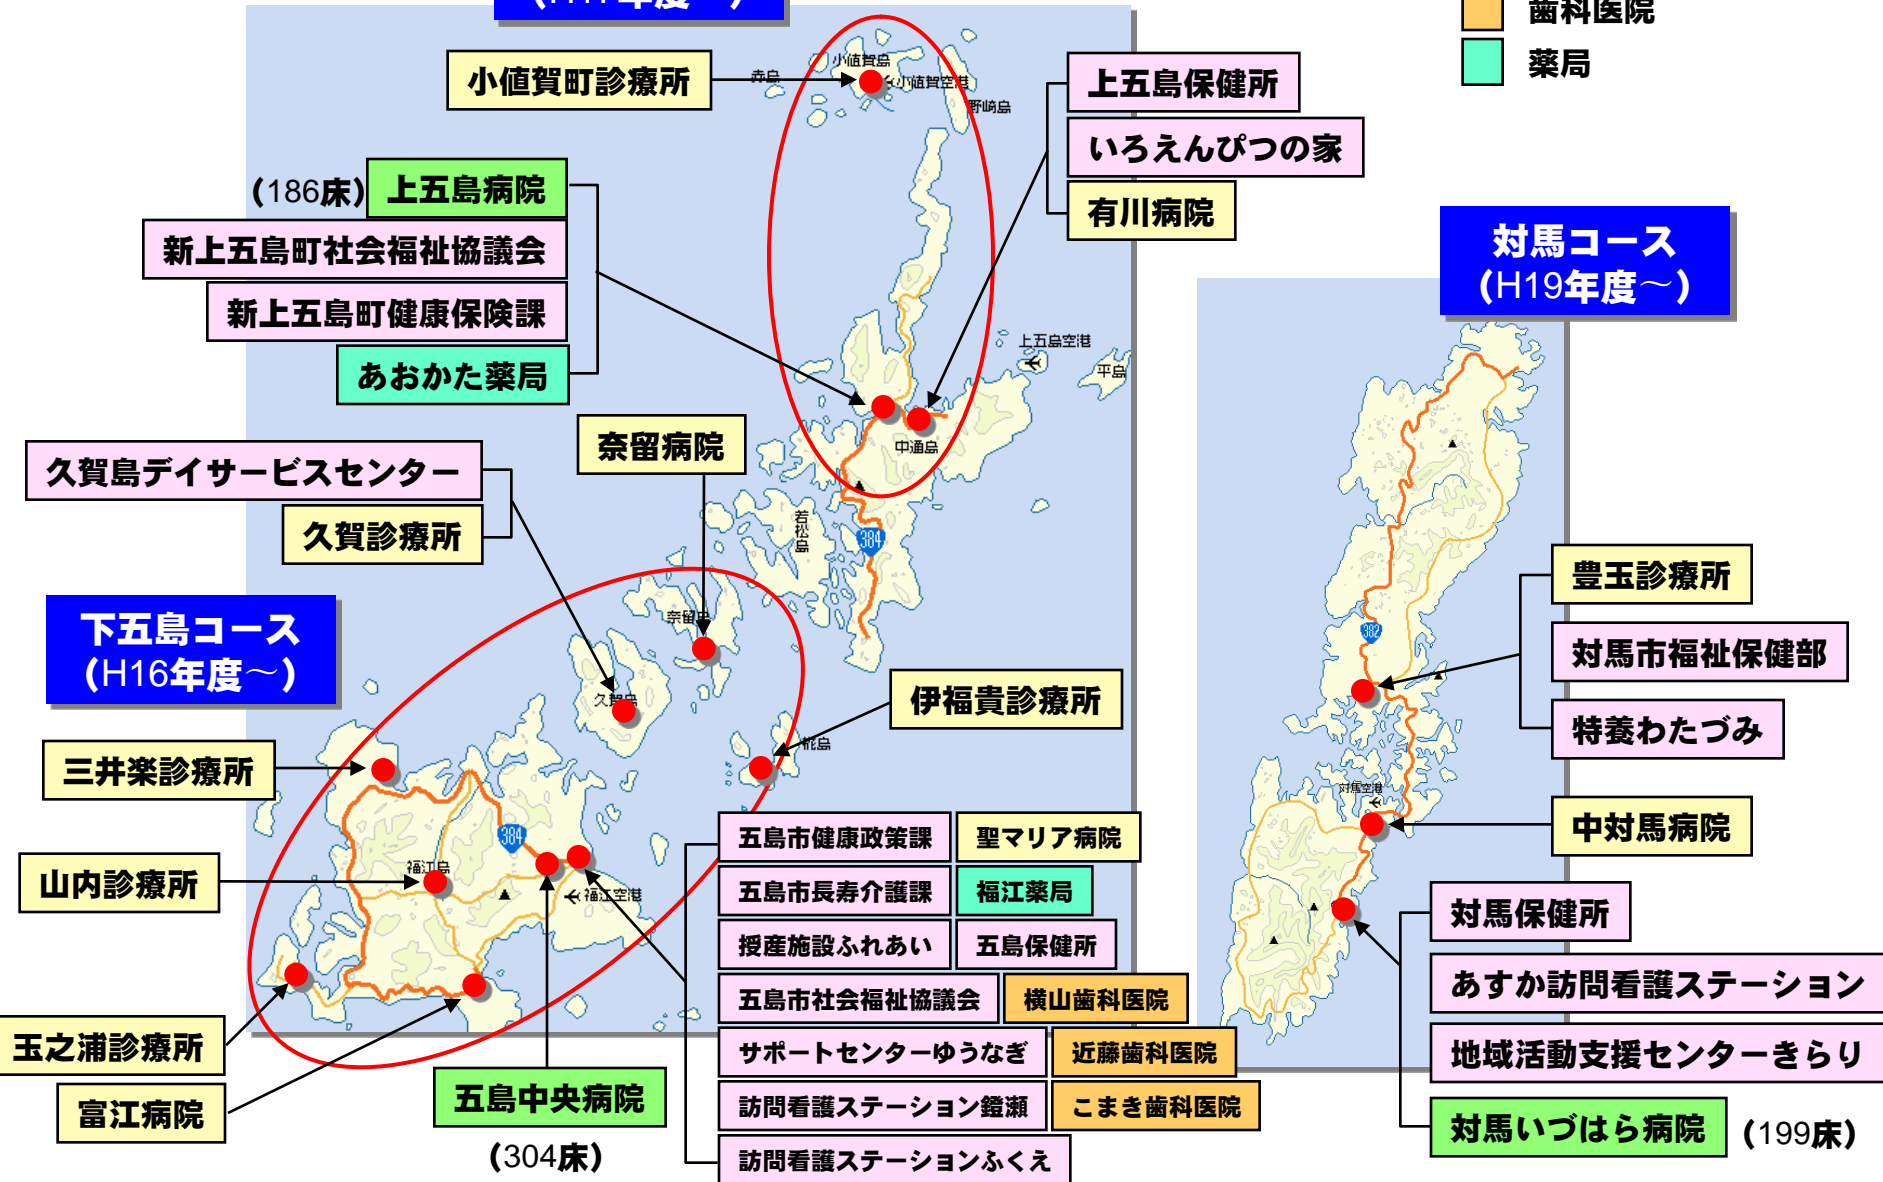 歯科医院
薬局
小値賀町診療所
赤島
小値賀島
小値賀空港
野崎島
上五島保健所
いろえんぴつの家
有川病院
(186床)
上五島病院
新上五島町社会福祉協議会
新上五島町健康保険課
あおかた薬局
対馬コース
(H19年度～)
上五島空港
平島
中通島
奈留病院
久賀島デイサービスセンター
久賀診療所
若松島
384
下五島コース
(H16年度～)
奈留島
久賀島
伊福貴診療所
椛島
三井楽診療所
山内診療所
福江島
384
福江空港
玉之浦診療所
富江病院
五島中央病院
(304床)
五島市健康政策課
聖マリア病院
五島市長寿介護課
福江薬局
授産施設ふれあい
五島保健所
五島市社会福祉協議会
横山歯科医院
サポートセンターゆうなぎ
近藤歯科医院
訪問看護ステーション鐙瀬
こまき歯科医院
訪問看護ステーションふくえ
豊玉診療所
382
対馬市福祉保健部
特養わたづみ
対馬空港
中対馬病院
対馬保健所
あすか訪問看護ステーション
地域活動支援センターきらり
対馬いづはら病院
(199床)